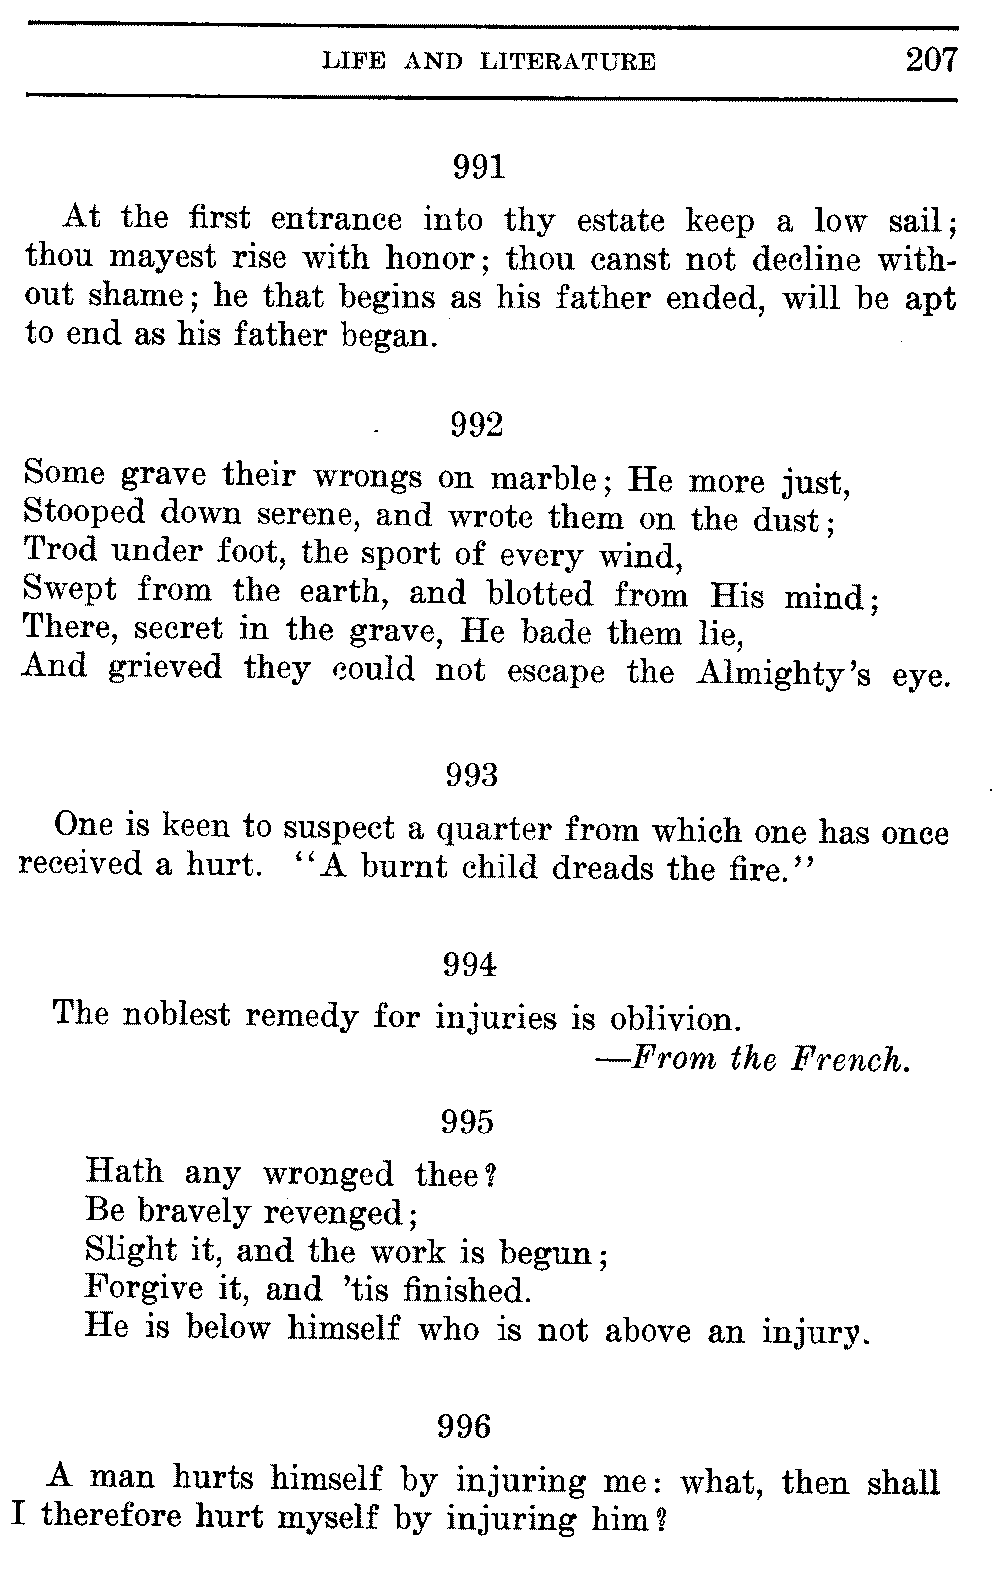 LIFE AND LITERATURE 207
991
At the first entrance into thy estate keep a low sail;
thou mayest rise with honor; thou canst not decline with-
out shame; he that begins as his father ended, will be apt
to end as his father began.
992
Some grave their wrongs on marble; He more just,
Stooped down serene, and wrote them on the dust;
Trod under foot, the sport of every wind,
Swept from the earth, and blotted from His mind;
There, secret in the grave, He bade them lie,
And grieved they could not escape the Almighty's eye.
993
One is keen to suspect a quarter from which one has once
received a hurt. "A burnt child dreads the fire."
994
The noblest remedy for injuries is oblivion.
—From the French.
995
Hath any wronged thee?
Be bravely revenged;
Slight it, and the work is begun;
Forgive it, and 'tis finished.
He is below himself who is not above an injury.
996
A man hurts himself by injuring me: what, then shall
I therefore hurt myself by injuring him?